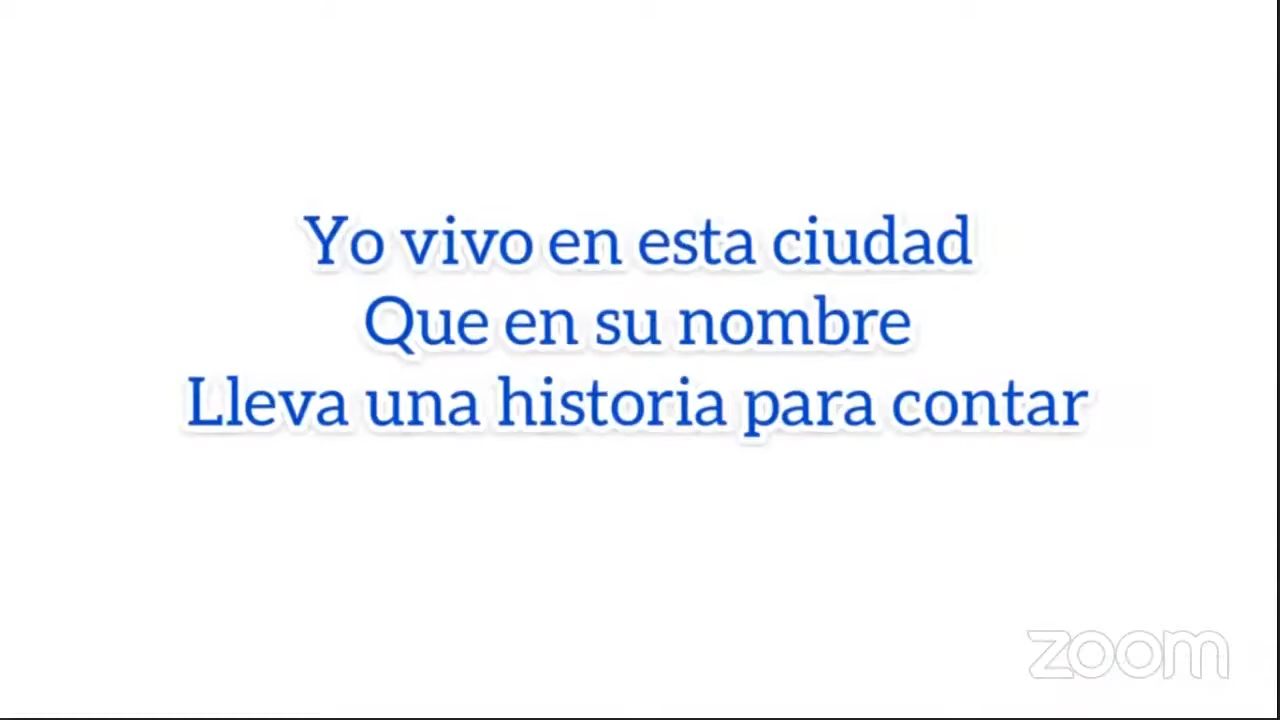 Yo vivo en esta ciudad
Que en su nombre
Lleva una historia para contar
zoom